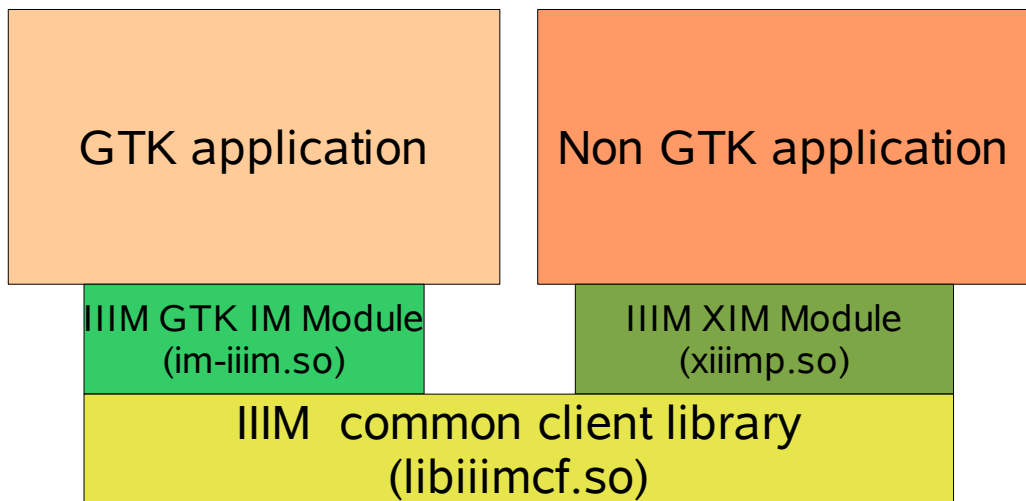 GTK application
Non GTK application
IIIM GTK IM Module
(im-iiim.so)
IIIM XIM Module
(xiiimp.so)
IIIM common client library
(libiiimcf.so)